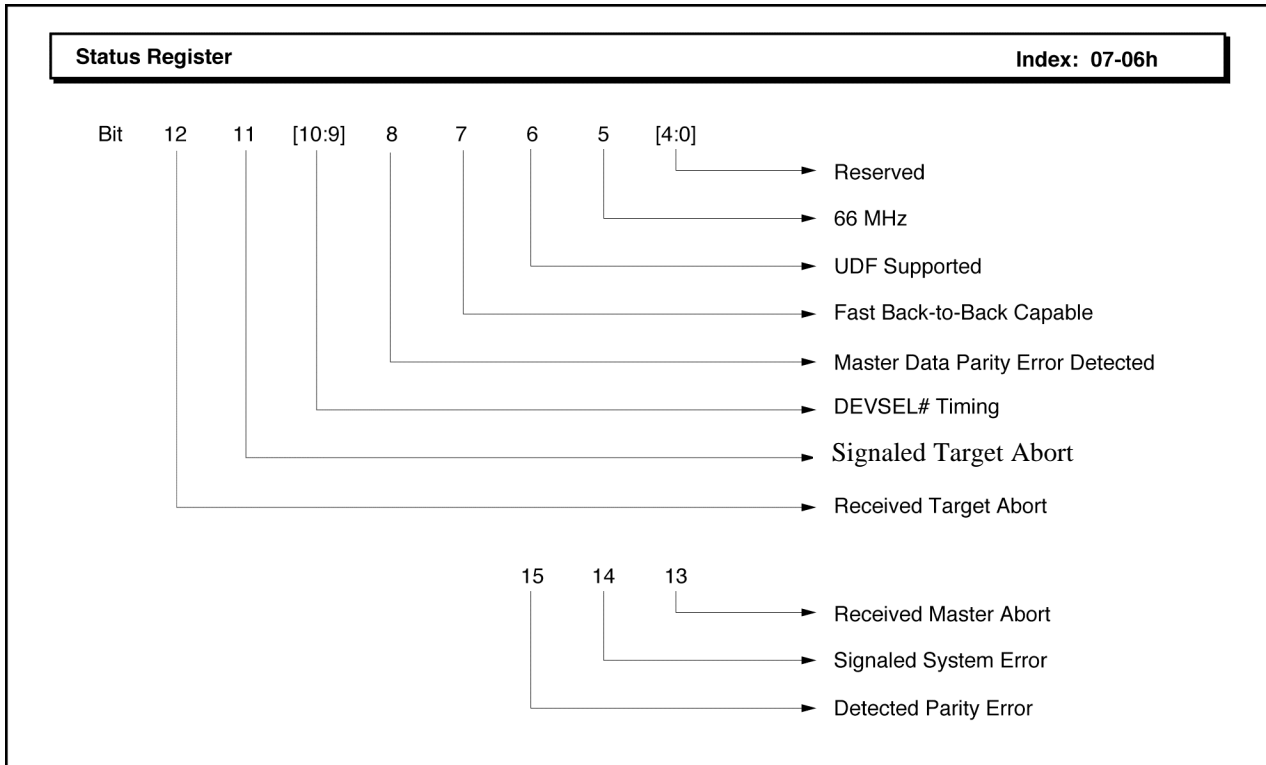 Status Register Index: 07-06h
Bit 12 11 [10:9] 8 7 6 5 [4:0]
Reserved
66 MHz
UDF Supported
Fast Back-to-Back Capable
Master Data Parity Error Detected
DEVSEL# Timing
Signaled Target Abort
Received Target Abort
15 14 13
Received Master Abort
Signaled System Error
Detected Parity Error